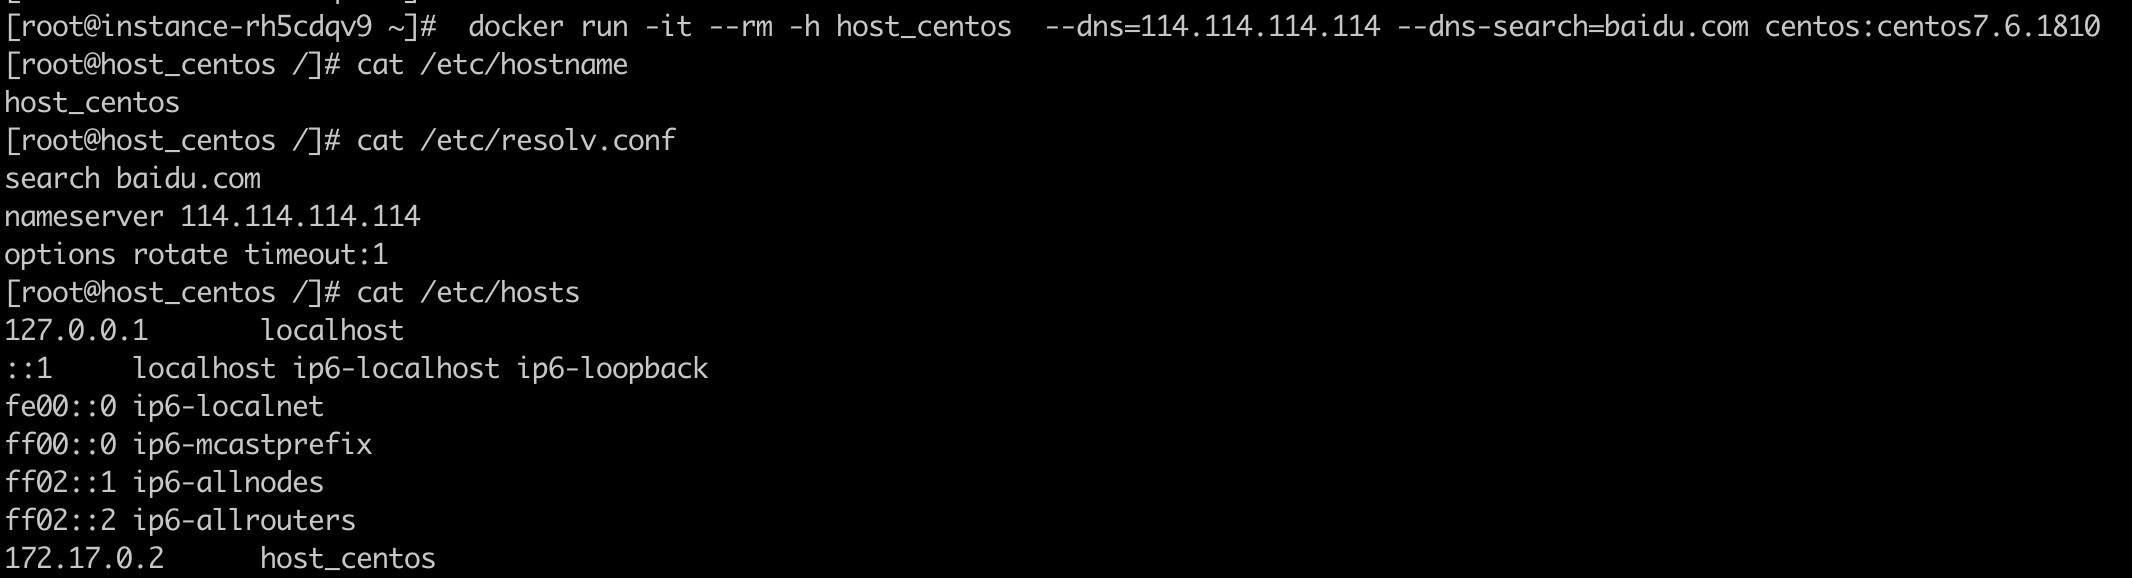 [root@instance-rh5cdqv9 ~]#  docker run -it --rm -h host_centos  --dns=114.114.114.114 --dns-search=baidu.com centos:centos7.6.1810
[root@host_centos /]# cat /etc/hostname
host_centos
[root@host_centos /]# cat /etc/resolv.conf
search baidu.com
nameserver 114.114.114.114
options rotate timeout:1
[root@host_centos /]# cat /etc/hosts
127.0.0.1       localhost
::1     localhost ip6-localhost ip6-loopback
fe00::0 ip6-localnet
ff00::0 ip6-mcastprefix
ff02::1 ip6-allnodes
ff02::2 ip6-allrouters
172.17.0.2      host_centos